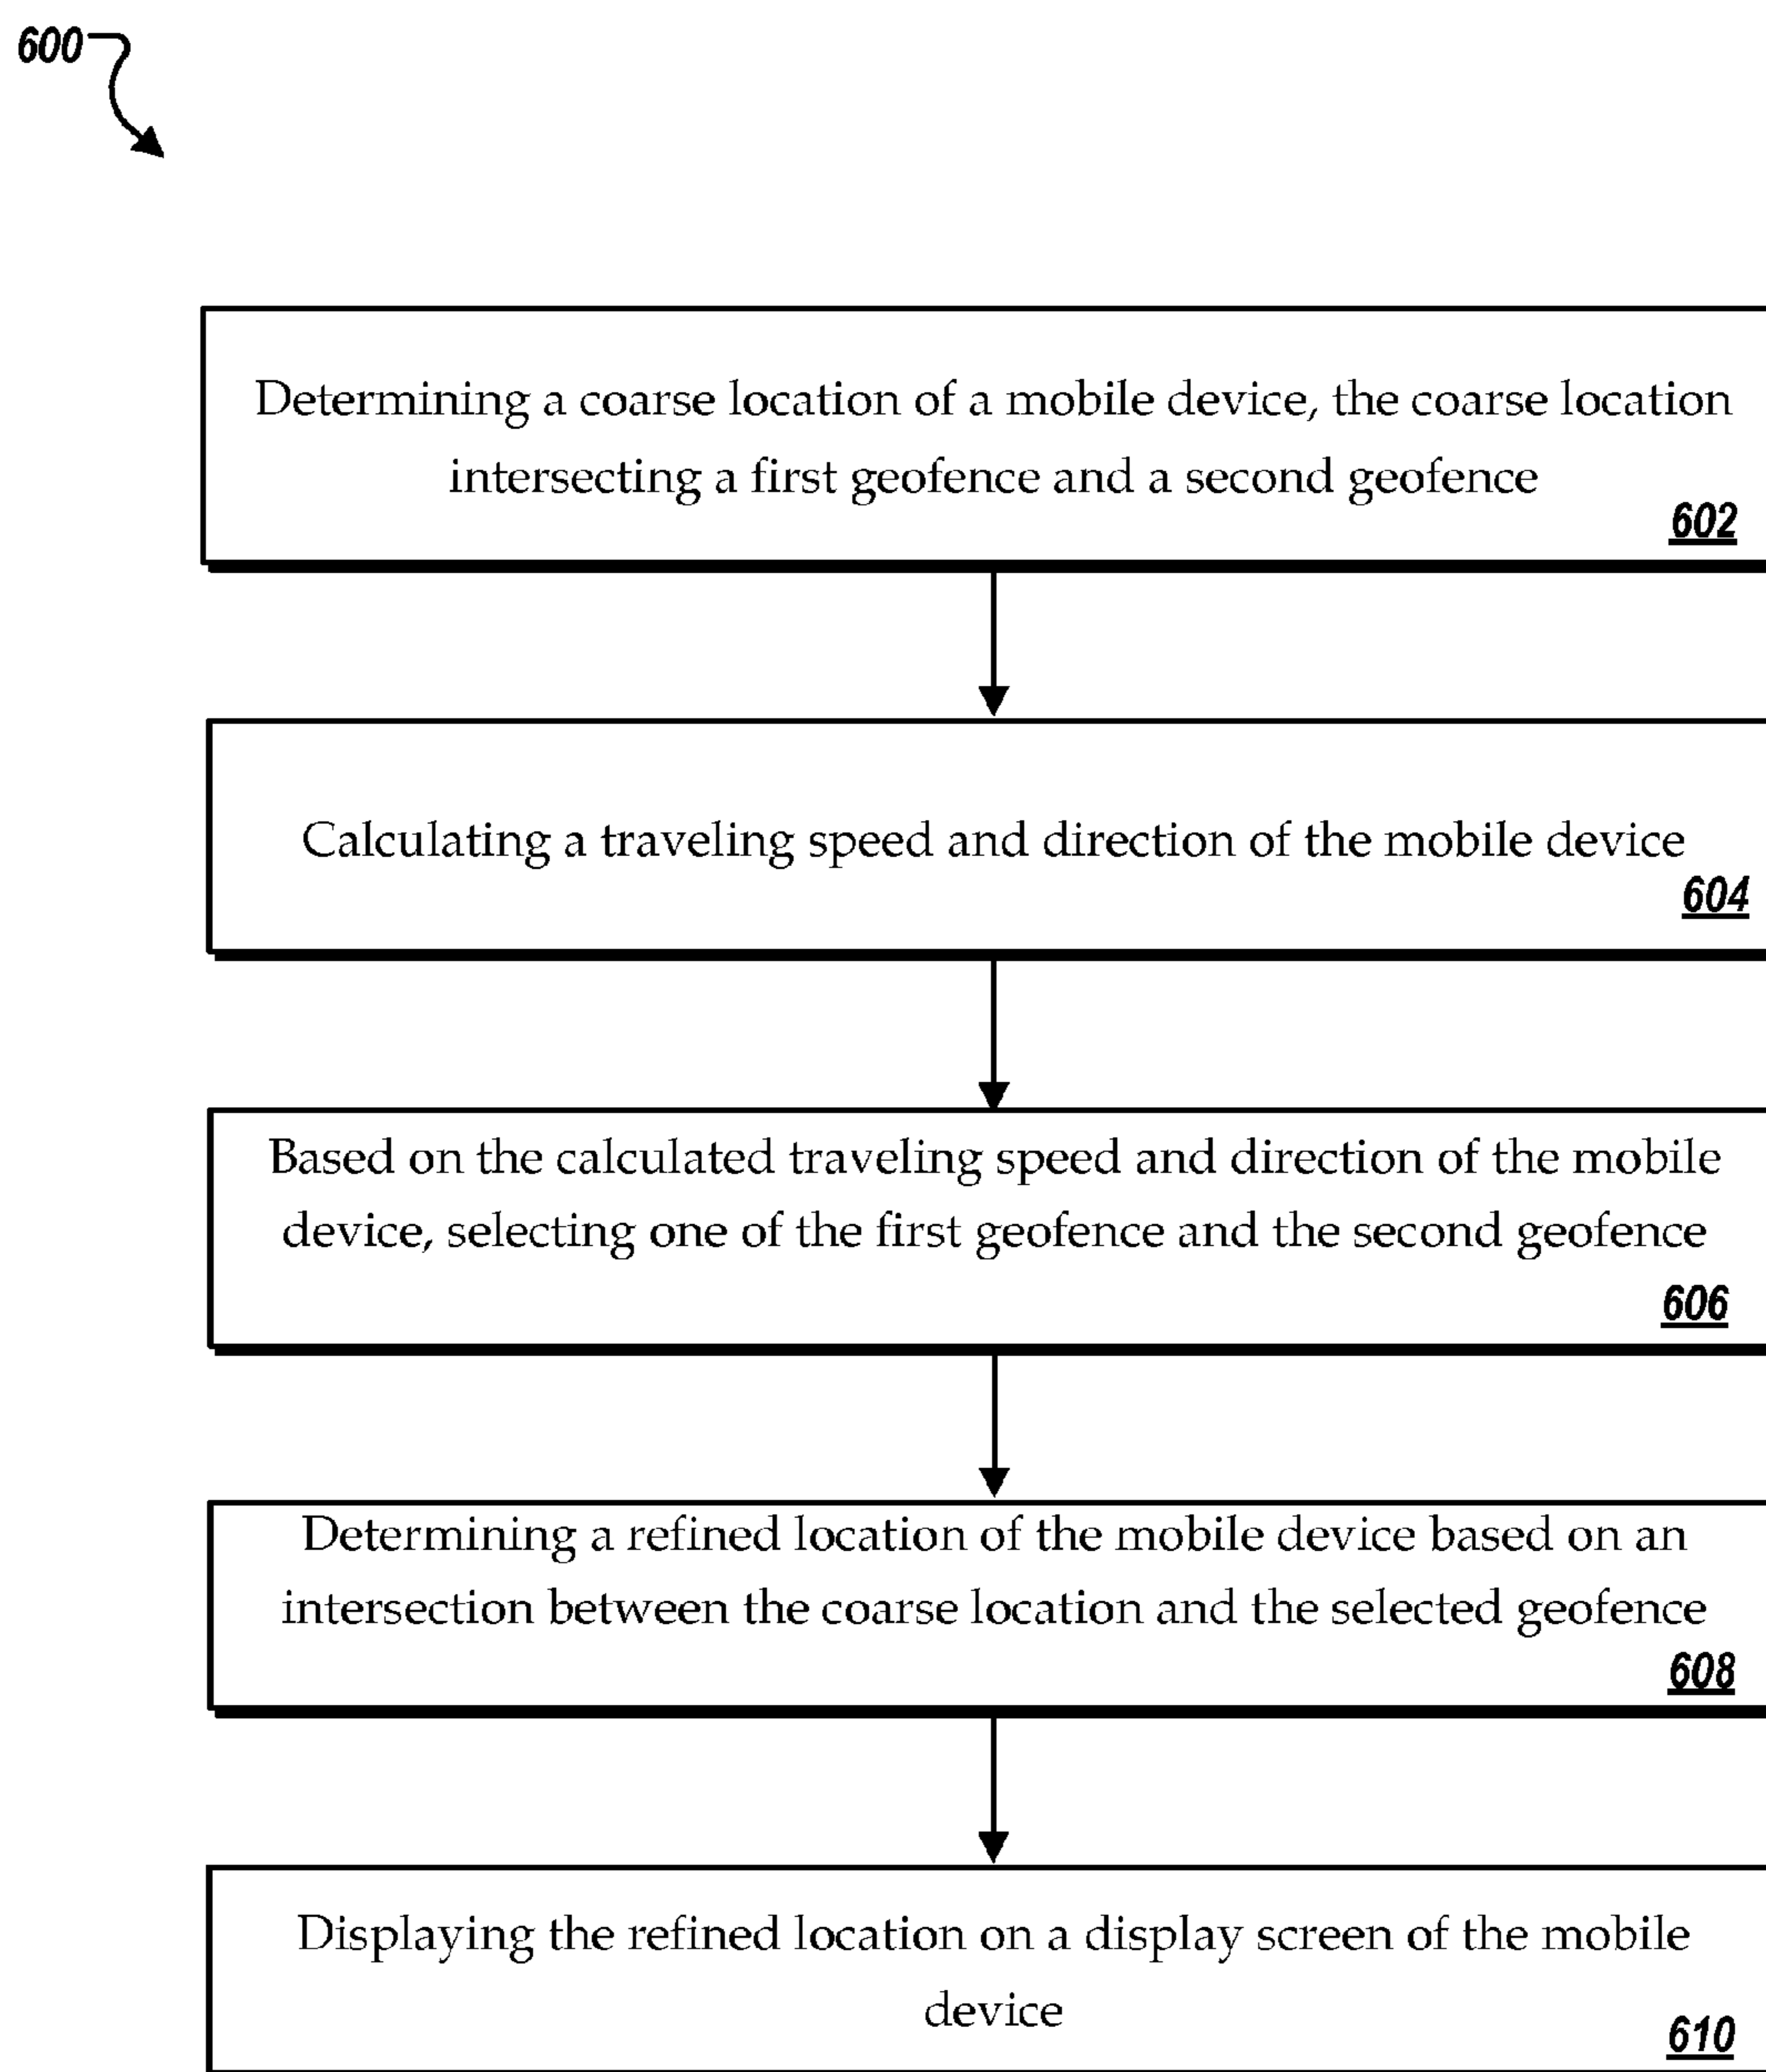 600
Determining a coarse location of a mobile device, the coarse location
intersecting a first geofence and a second geofence
602
Calculating a traveling speed and direction of the mobile device
604
Based on the calculated traveling speed and direction of the mobile
device, selecting one of the first geofence and the second geofence
606
Determining a refined location of the mobile device based on an
intersection between the coarse location and the selected geofence
608
Displaying the refined location on a display screen of the mobile
device
610